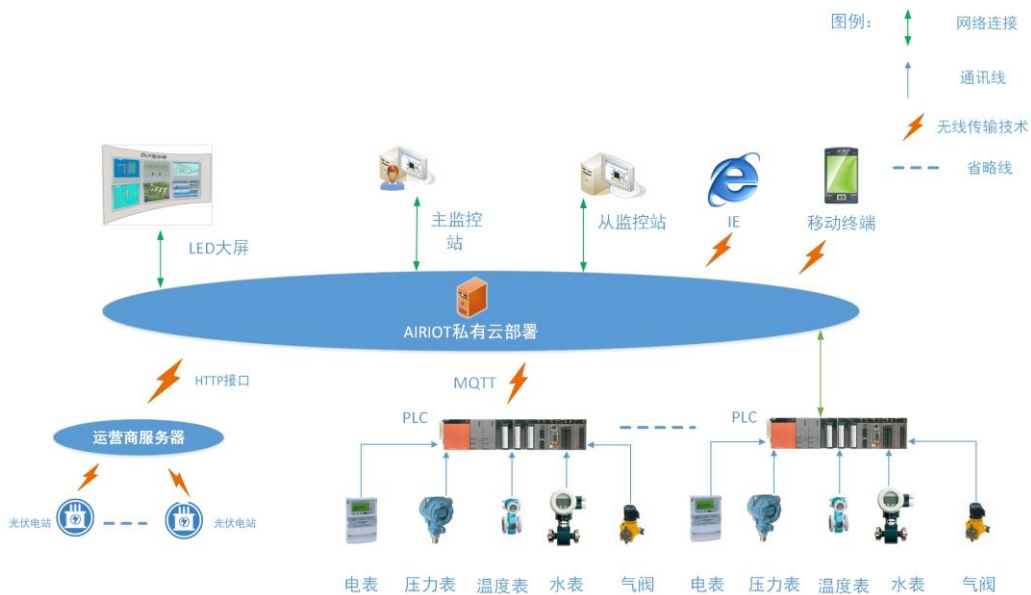 图例：
网络连接
通讯线
无线传输技术
省略线
LED大屏
主监控
站
从监控站
IE
移动终端
AIRIOT私有云部署
HTTP接口
MQTT
运营商服务器
PLC
PLC
光伏电站
光伏电站
电表
压力表
温度表
水表
气阀
电表
压力表
温度表
水表
气阀